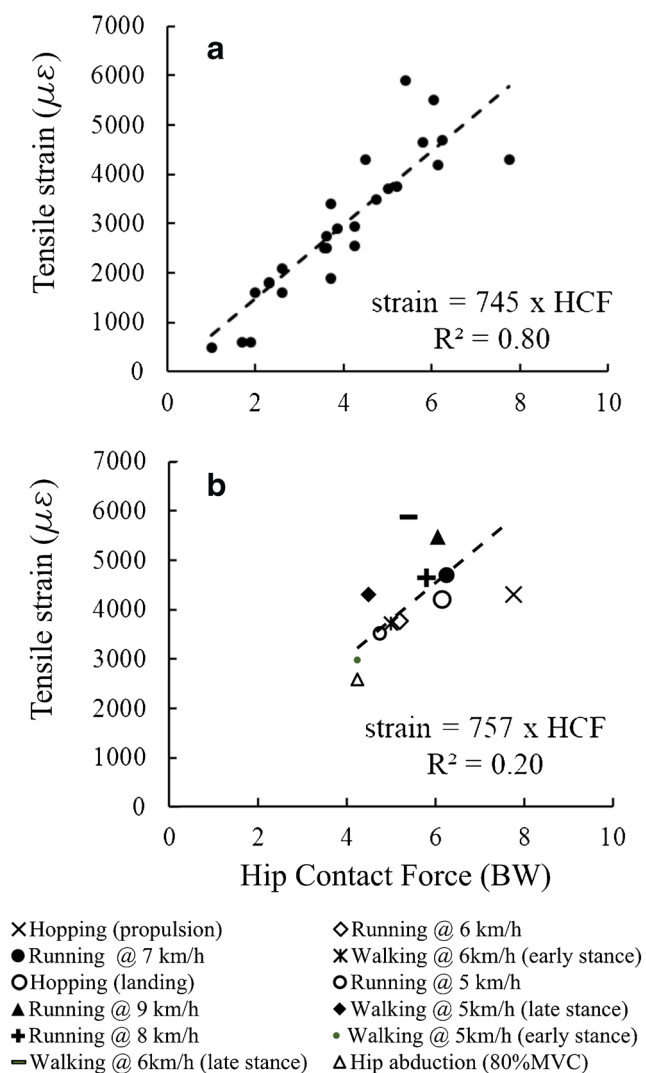 a
7000
6000
5000
4000
3000
2000
1000
0
Tensile strain (με)
strain = 745 x HCF
R² = 0.80
0 2 4 6 8 10
b
7000
6000
5000
4000
3000
2000
1000
0
Tensile strain (με)
strain = 757 x HCF
R² = 0.20
0 2 4 6 8 10
Hip Contact Force (BW)
Hopping (propulsion)
Running @ 7 km/h
Hopping (landing)
Running @ 9 km/h
Running @ 8 km/h
Walking @ 6km/h (late stance)
Running @ 6 km/h
Walking @ 6km/h (early stance)
Running @ 5 km/h
Walking @ 5km/h (late stance)
Walking @ 5km/h (early stance)
Hip abduction (80%MVC)